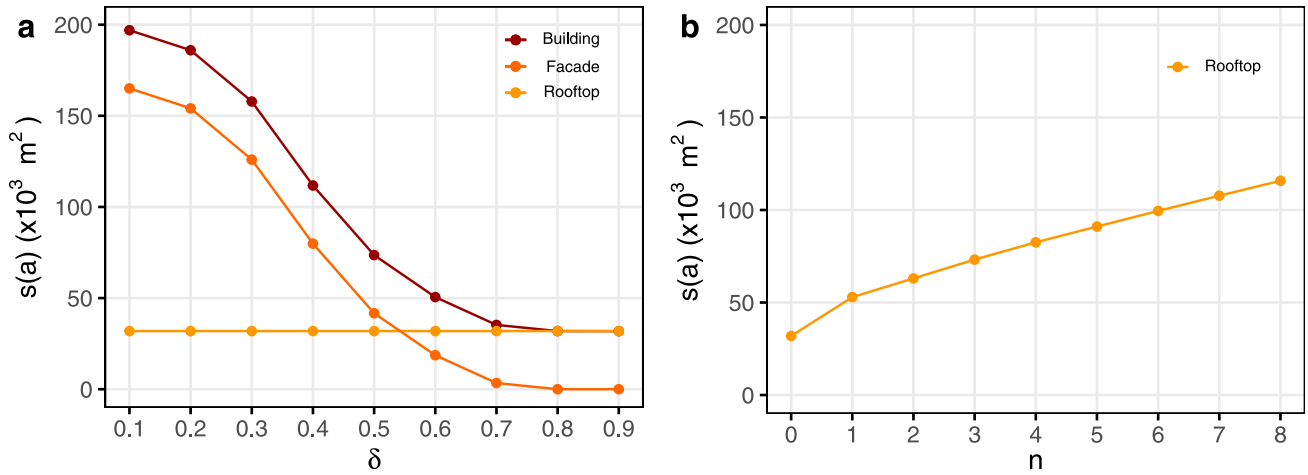 a
200
150
100
50
0
s(a) (x10³ m²)
Building
Facade
Rooftop
0.1 0.2 0.3 0.4 0.5 0.6 0.7 0.8 0.9
δ
b
200
150
100
50
0
s(a) (x10³ m²)
Rooftop
0 1 2 3 4 5 6 7 8
n